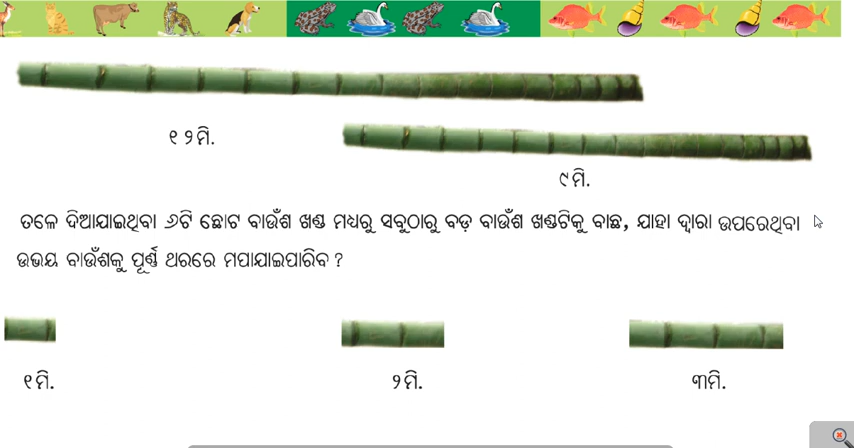 ୧୨ମି.
୯ମି.
ତଳେ ଦିଆଯାଇଥିବା ୬ଟି ଛୋଟ ବାଉଁଶ ଖଣ୍ଡ ମଧ୍ୟରୁ ସବୁଠାରୁ ବଡ଼ ବାଉଁଶ ଖଣ୍ଡଟିକୁ ବାଛ, ଯାହା ଦ୍ୱାରା ଉପରେଥିବା
ଉଭୟ ବାଉଁଶକୁ ପୂର୍ଣ୍ଣ ଥରରେ ମପାଯାଇପାରିବ ?
୧ମି. ୨ମି. ୩ମି.